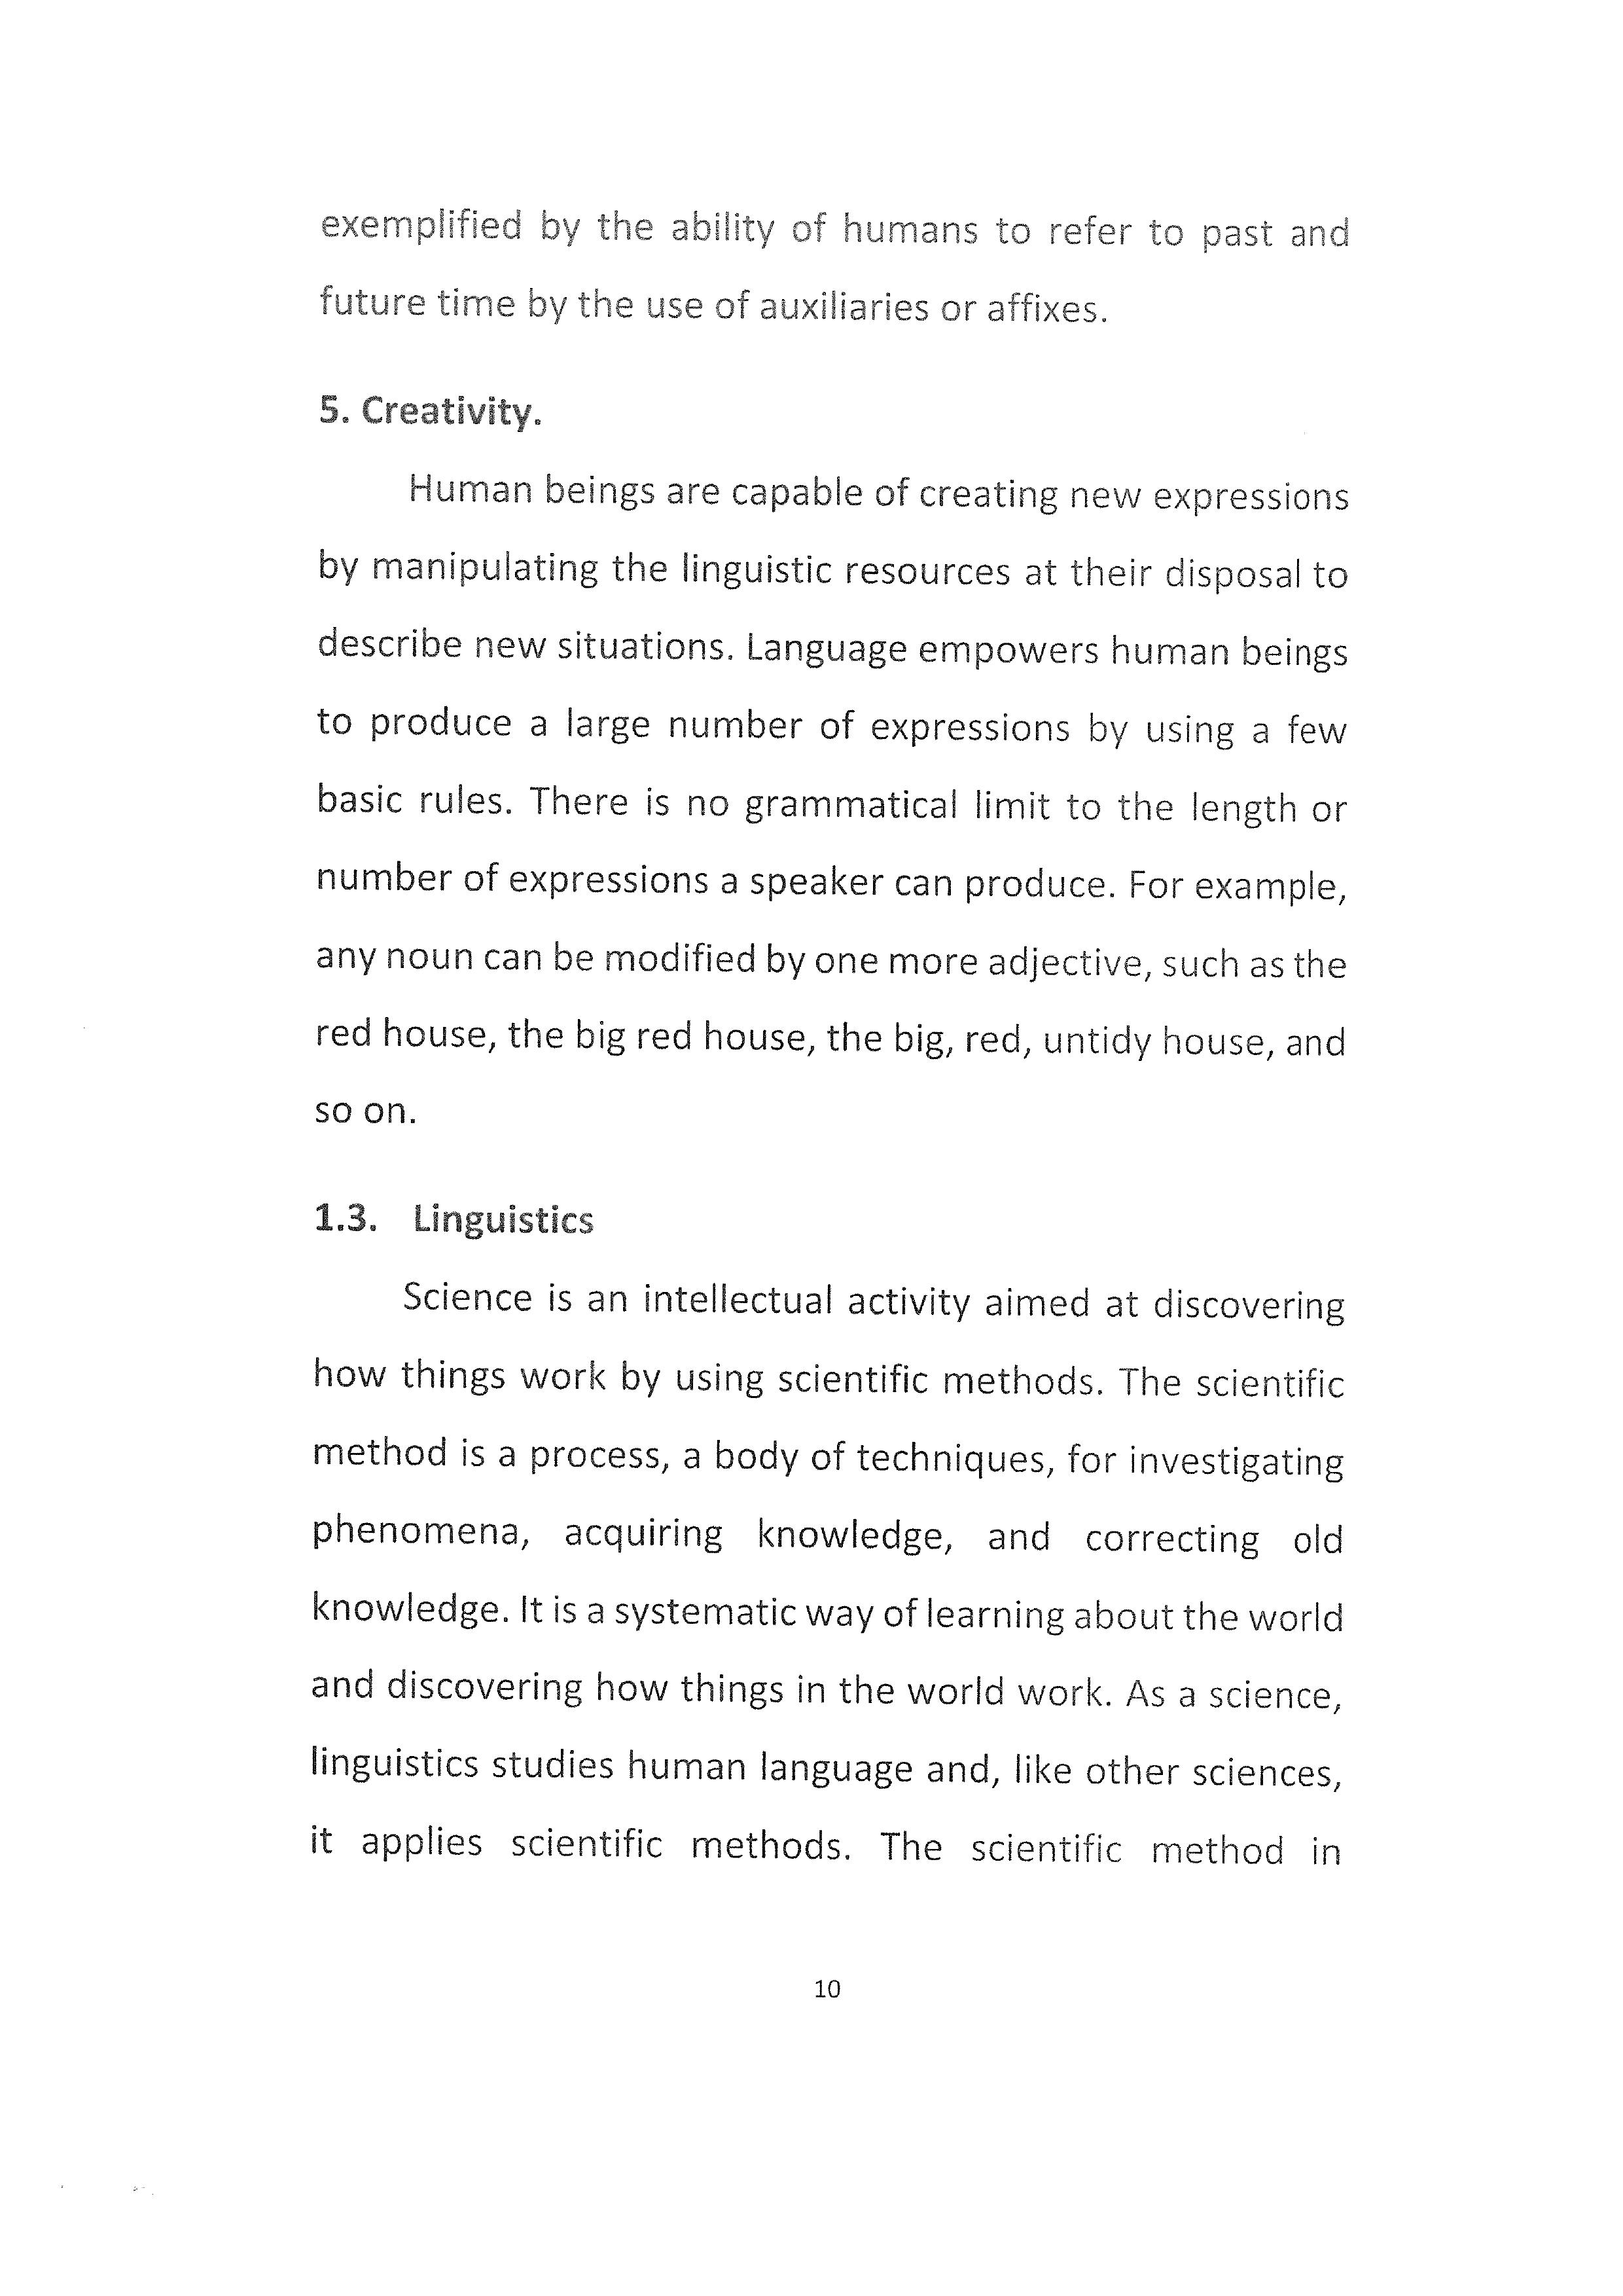 exemplified by the ability of humans to refer to past and
future time by the use of auxiliaries or affixes.
5. Creativity.
Human beings are capable of creating new expressions
by manipulating the linguistic resources at their disposal to
describe new situations. Language empowers human beings
to produce a large number of expressions by using a few
basic rules. There is no grammatical limit to the length or
number of expressions a speaker can produce. For example,
any noun can be modified by one more adjective, such as the
red house, the big red house, the big, red, untidy house, and
so on.
1.3. Linguistics
Science is an intellectual activity aimed at discovering
how things work by using scientific methods. The scientific
method is a process, a body of techniques, for investigating
phenomena, acquiring knowledge, and correcting old
knowledge. It is a systematic way of learning about the world
and discovering how things in the world work. As a science,
linguistics studies human language and, like other sciences,
it applies scientific methods. The scientific method in
10